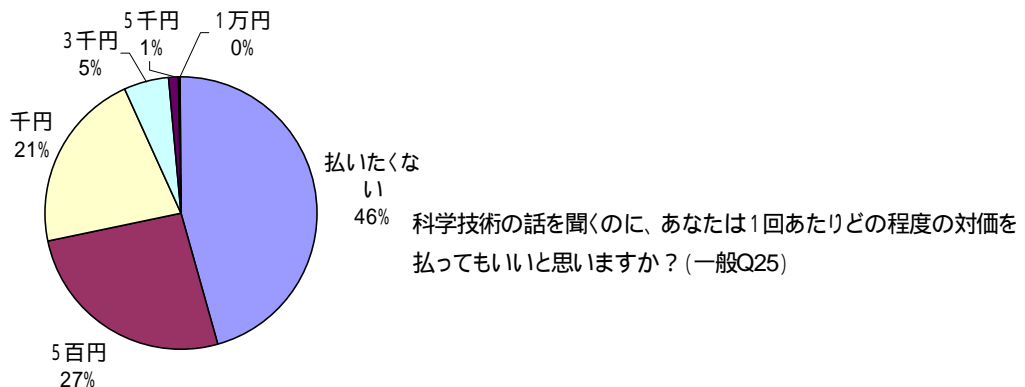 5千円
1%
1万円
0%
3千円
5%
千円
21%
払いたくな
い
46%
科学技術の話を聞くのに、あなたは1回あたりどの程度の対価を
払ってもいいと思いますか?(一般Q25)
5百円
27%